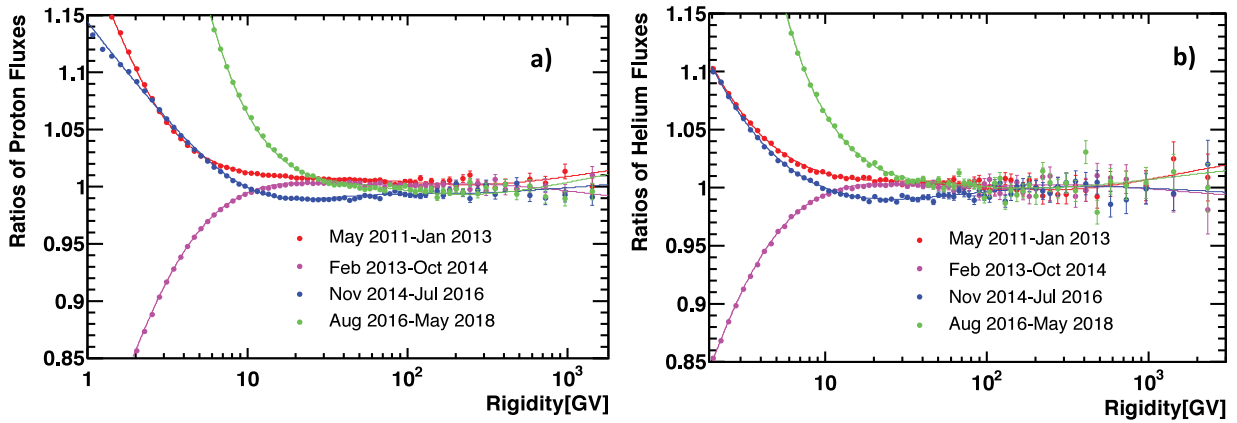 Ratios of Proton Fluxes
1.15
1.1
1.05
1
0.95
0.9
0.85
a)
May 2011-Jan 2013
Feb 2013-Oct 2014
Nov 2014-Jul 2016
Aug 2016-May 2018
1 10 10² 10³
Rigidity[GV]
Ratios of Helium Fluxes
1.15
1.1
1.05
1
0.95
0.9
0.85
b)
May 2011-Jan 2013
Feb 2013-Oct 2014
Nov 2014-Jul 2016
Aug 2016-May 2018
10 10² 10³
Rigidity[GV]